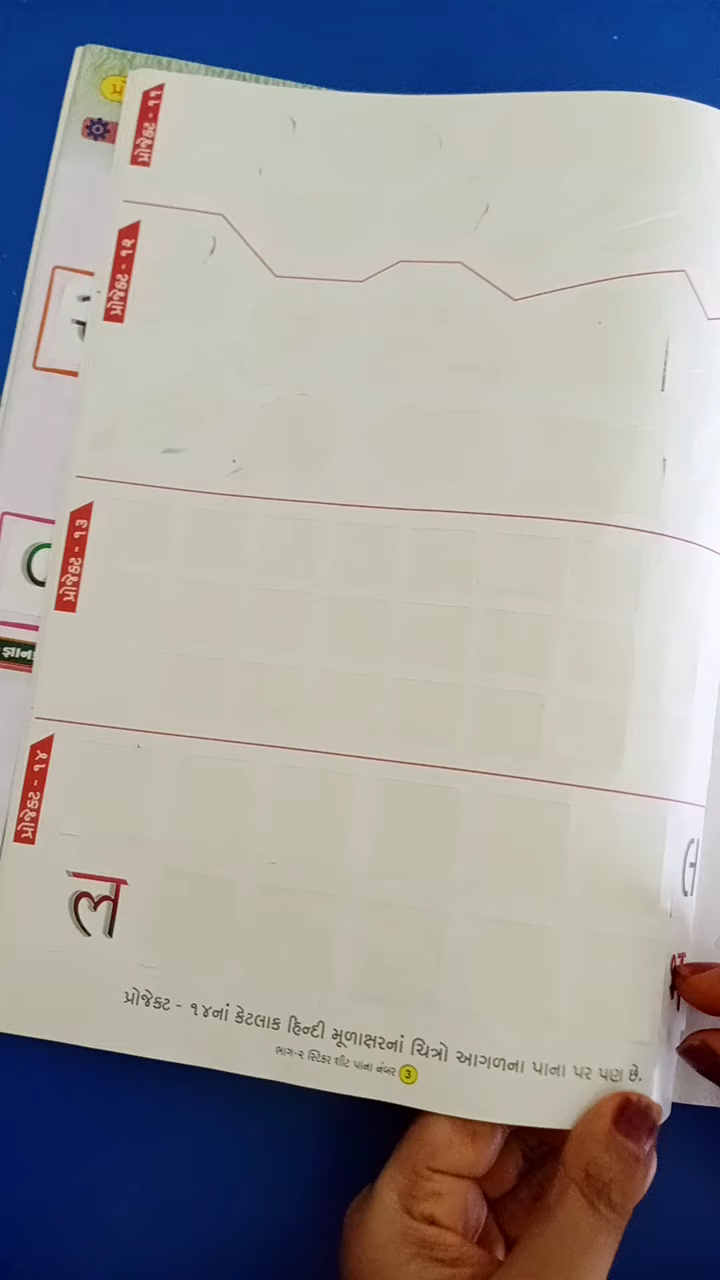 પ્રોજેક્ટ - ૧૧
પ્રોજેક્ટ - ૧૨
પ્રોજેક્ટ - ૧૩
જ્ઞાન
પ્રોજેક્ટ - ૧૪
ल
પ્રોજેક્ટ - ૧૪નાં કેટલાક હિન્દી મૂળાક્ષરનાં ચિત્રો આગળના પાના પર પણ છે.
ભાગ-૨ સ્ટિકર શીટ પાના નંબર 3